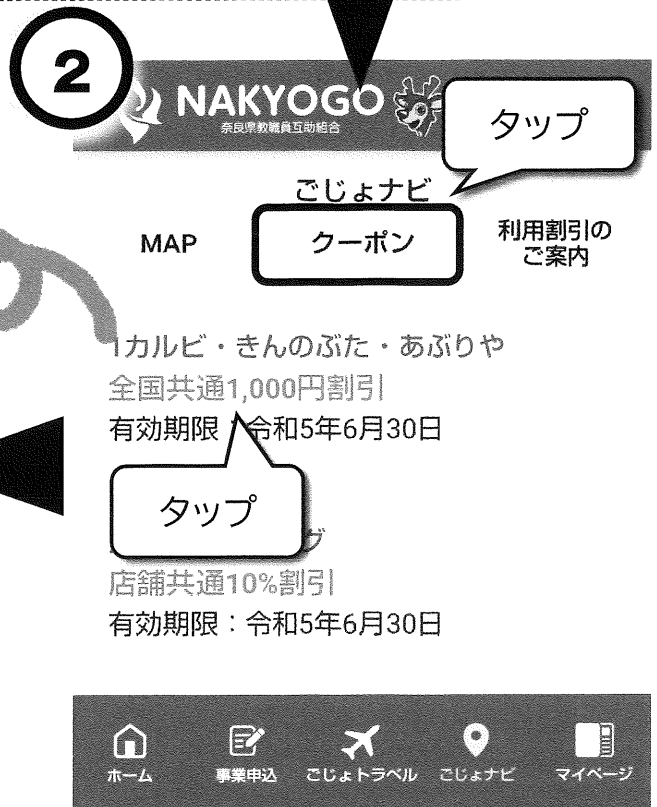 2
NAKYOGO
奈良県教職員互助組合
タップ
ごじょナビ
MAP
クーポン
利用割引の
ご案内
1カルビ・きんのぶた・あぶりや
全国共通1,000円割引
有効期限:令和5年6月30日
タップ
グ
店舗共通10%割引
有効期限:令和5年6月30日
ホーム
事業申込
ごじょトラベル
ごじょナビ
マイページ